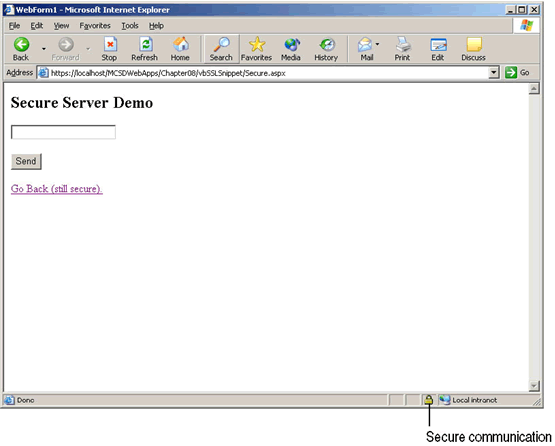 WebForm1 - Microsoft Internet Explorer
File Edit View Favorites Tools Help
Back Forward Stop Refresh Home Search Favorites Media History Mail Print Edit Discuss
Address https://localhost/MCSDWebApps/Chapter08/vbSSLSnippet/Secure.aspx Go
Secure Server Demo
Send
Go Back (still secure).
Done Local intranet
Secure communication